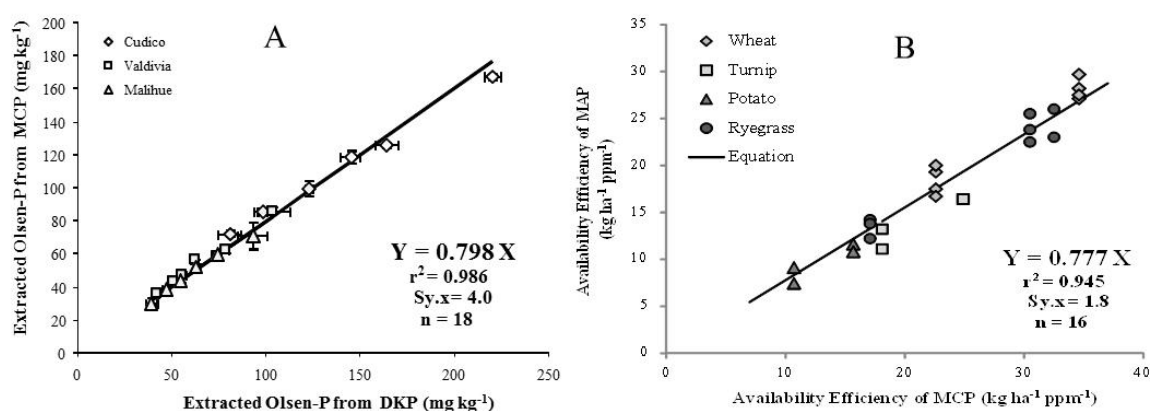 A
Extracted Olsen-P from MCP (mg kg-1)
200
180
160
140
120
100
80
60
40
20
0
Cudico
Valdivia
Malihue
Y = 0.798 X
r² = 0.986
Sy.x= 4.0
n = 18
0
50
100
150
200
250
Extracted Olsen-P from DKP (mg kg-1)
B
Availability Efficiency of MAP
(kg ha-1 ppm-1)
35
30
25
20
15
10
5
0
Wheat
Turnip
Potato
Ryegrass
Equation
Y = 0.777 X
r² = 0.945
Sy.x= 1.8
n = 16
0
10
20
30
40
Availability Efficiency of MCP (kg ha-1 ppm-1)